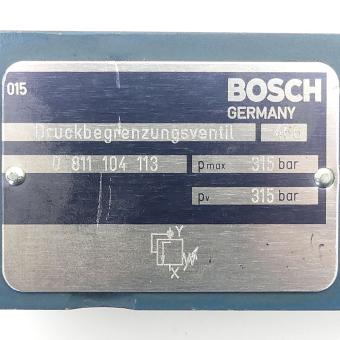 015
BOSCH
GERMANY
Druckbegrenzungsventil
0 811 104 113
pmax 315 bar
pv 315 bar
Y
X